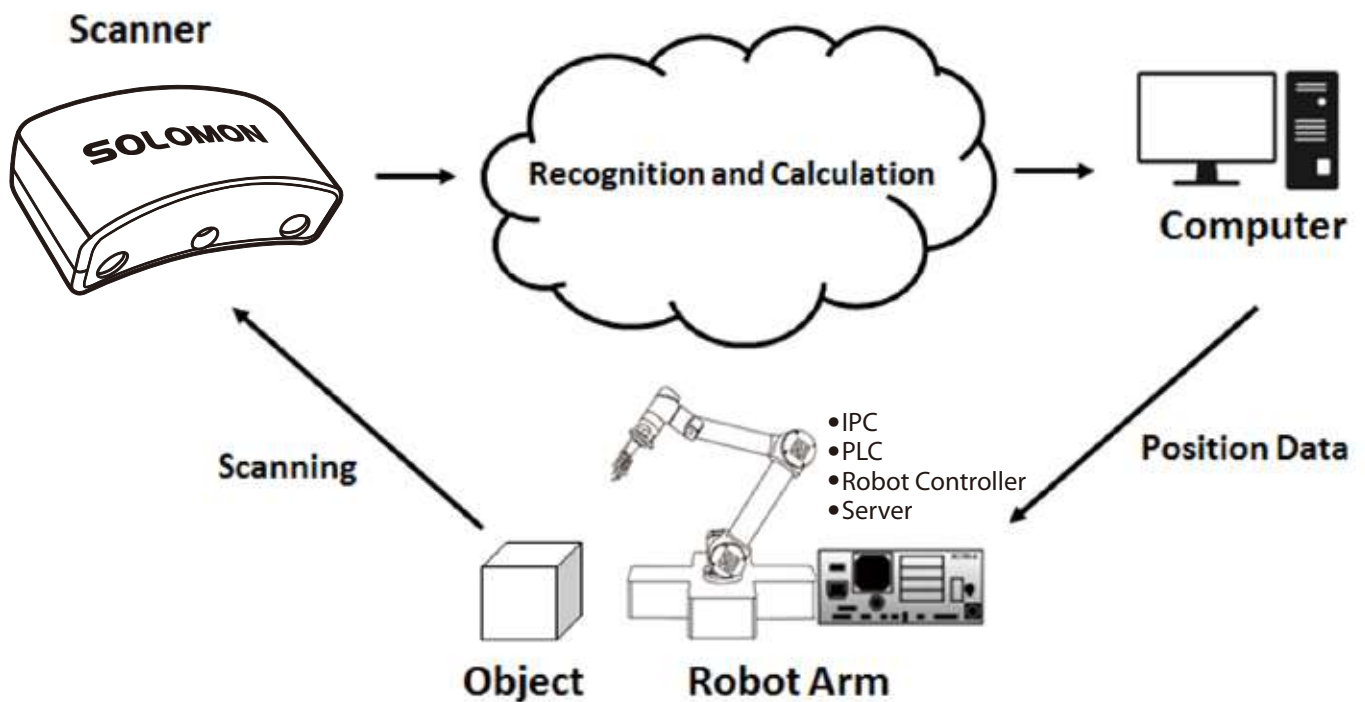 Scanner
SOLOMON
Recognition and Calculation
Computer
Scanning
•IPC
•PLC
•Robot Controller
•Server
Position Data
Object
Robot Arm